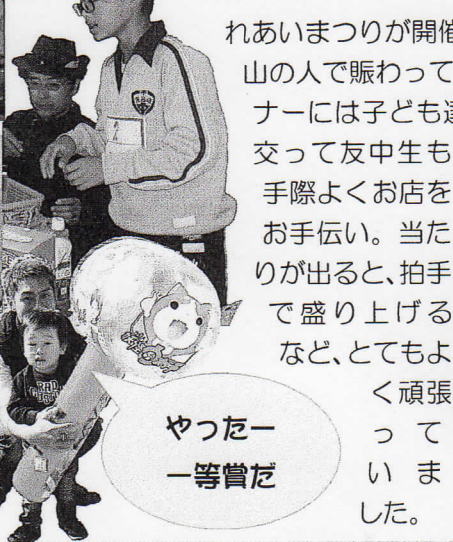 れあいまつりが開催
山の人で賑わって
ナーには子ども達
交って友中生も
手際よくお店を
お手伝い。当た
りが出ると、拍手
で盛り上げる
など、とてもよ
く頑張
って
いま
した。
やったー
一等賞だ